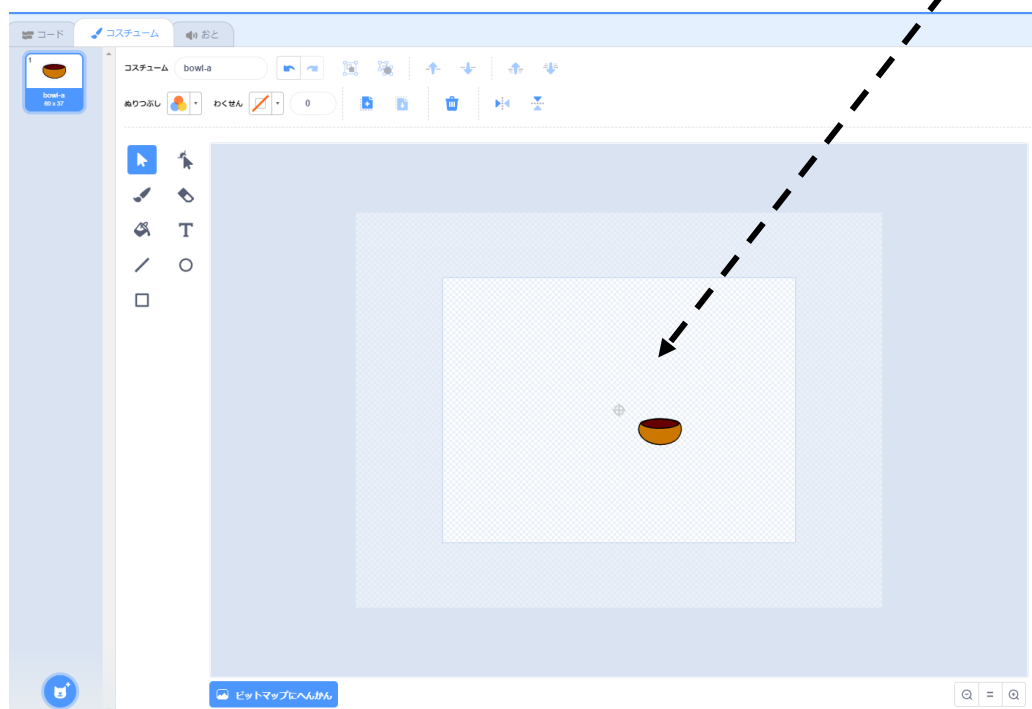 コード
コスチューム
おと
1
bowl-a
60 x 37
コスチューム
bowl-a
ぬりつぶし
わくせん
0
T
ビットマップにへんかん